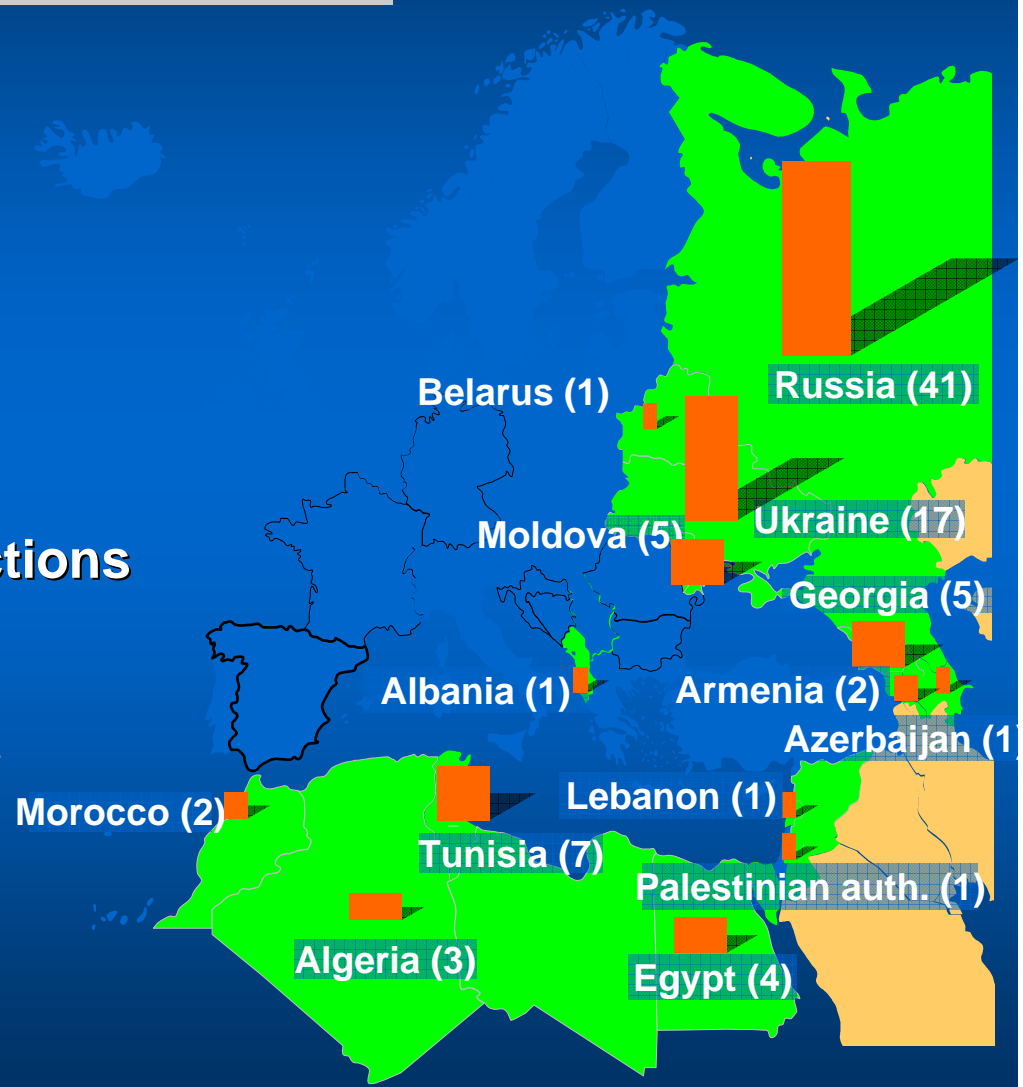 Russia (41)
Belarus (1)
Ukraine (17)
Moldova (5)
ctions
Georgia (5)
Albania (1)
Armenia (2)
Azerbaijan (1)
Lebanon (1)
Morocco (2)
Tunisia (7)
Palestinian auth. (1)
Algeria (3)
Egypt (4)